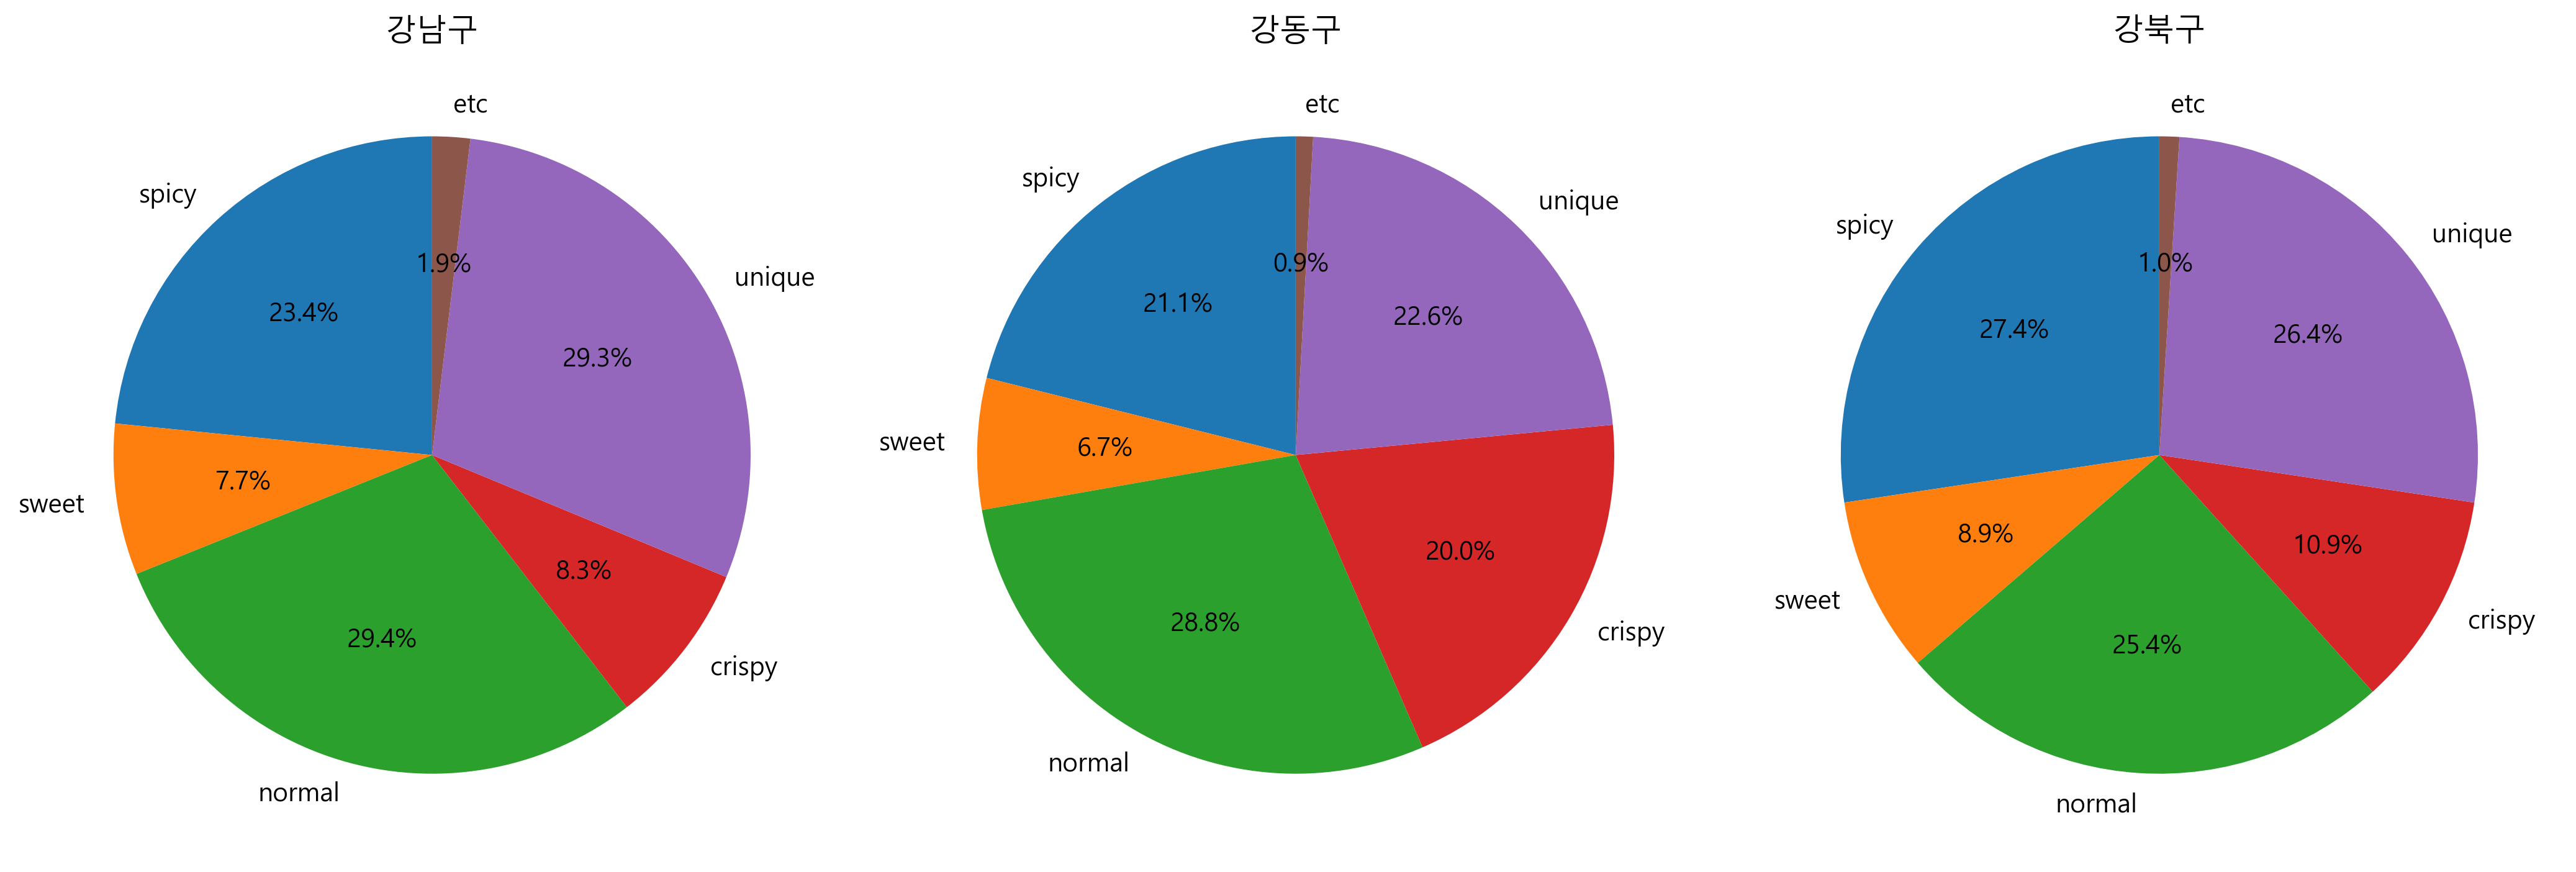 강남구
etc
spicy
unique
1.9%
23.4%
29.3%
7.7%
sweet
8.3%
29.4%
crispy
normal
강동구
etc
spicy
unique
0.9%
21.1%
22.6%
sweet
6.7%
20.0%
28.8%
crispy
normal
강북구
etc
spicy
unique
1.0%
27.4%
26.4%
8.9%
10.9%
sweet
crispy
25.4%
normal